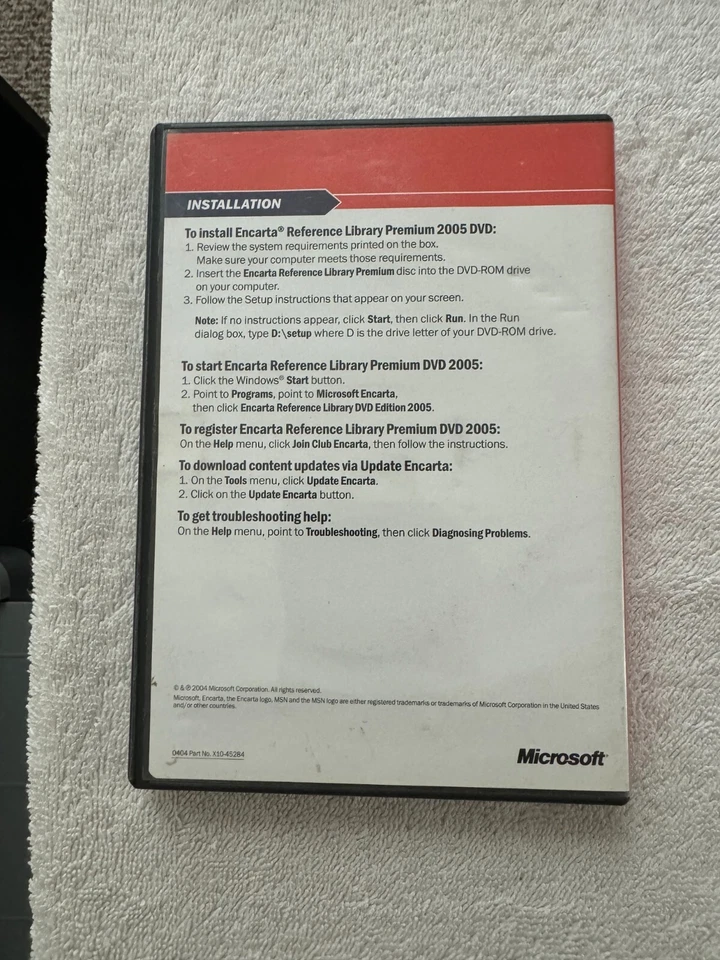 INSTALLATION
To install Encarta® Reference Library Premium 2005 DVD:
1. Review the system requirements printed on the box.
Make sure your computer meets those requirements.
2. Insert the Encarta Reference Library Premium disc into the DVD-ROM drive
on your computer.
3. Follow the Setup instructions that appear on your screen.
Note: If no instructions appear, click Start, then click Run. In the Run
dialog box, type D:\setup where D is the drive letter of your DVD-ROM drive.
To start Encarta Reference Library Premium DVD 2005:
1. Click the Windows® Start button.
2. Point to Programs, point to Microsoft Encarta,
then click Encarta Reference Library DVD Edition 2005.
To register Encarta Reference Library Premium DVD 2005:
On the Help menu, click Join Club Encarta, then follow the instructions.
To download content updates via Update Encarta:
1. On the Tools menu, click Update Encarta.
2. Click on the Update Encarta button.
To get troubleshooting help:
On the Help menu, point to Troubleshooting, then click Diagnosing Problems.
© & ℗ 2004 Microsoft Corporation. All rights reserved.
Microsoft, Encarta, the Encarta logo, MSN and the MSN logo are either registered trademarks or trademarks of Microsoft Corporation in the United States
and/or other countries.
0404 Part No. X10-45284
Microsoft®